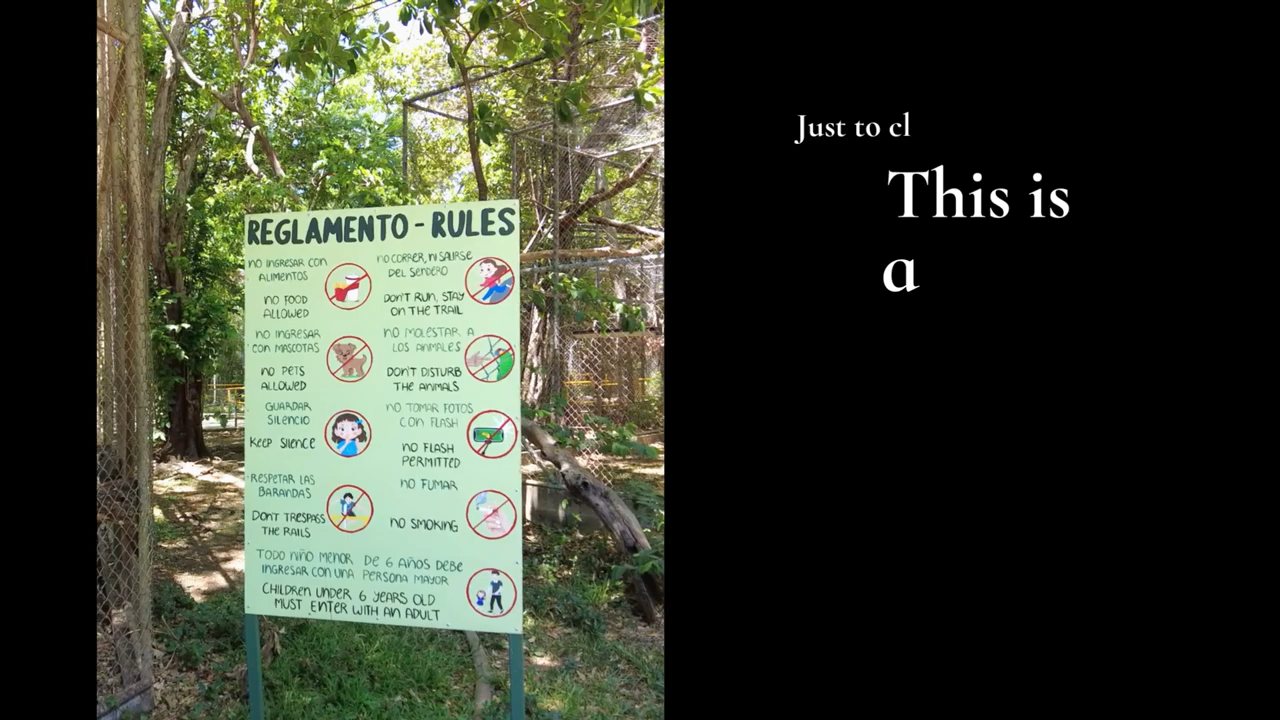 REGLAMENTO - RULES
NO INGRESAR CON
ALIMENTOS
NO FOOD
ALLOWED
NO INGRESAR
CON MASCOTAS
NO PETS
ALLOWED
GUARDAR
SILENCIO
KEEP SILENCE
RESPETAR LAS
BARANDAS
DON'T TRESPASS
THE RAILS
NO CORRER, NI SALIRSE
DEL SENDERO
DON'T RUN, STAY
ON THE TRAIL
NO MOLESTAR A
LOS ANIMALES
DON'T DISTURB
THE ANIMALS
NO TOMAR FOTOS
CON FLASH
NO FLASH
PERMITTED
NO FUMAR
NO SMOKING
TODO NIÑO MENOR DE 6 AÑOS DEBE
INGRESAR CON UNA PERSONA MAYOR
CHILDREN UNDER 6 YEARS OLD
MUST ENTER WITH AN ADULT
Just to cl
This is
a